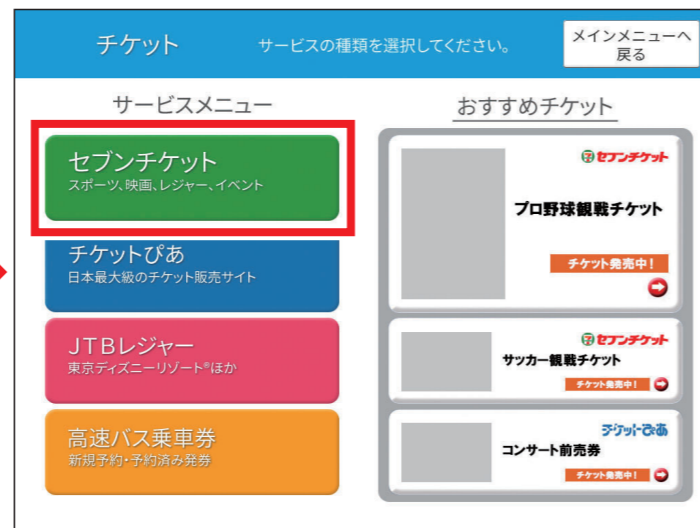 チケット
サービスの種類を選択してください。
メインメニューへ
戻る
サービスメニュー
セブンチケット
スポーツ、映画、レジャー、イベント
チケットぴあ
日本最大級のチケット販売サイト
JTBレジャー
東京ディズニーリゾート®ほか
高速バス乗車券
新規予約・予約済み発券
おすすめチケット
セブンチケット
プロ野球観戦チケット
チケット発売中!
セブンチケット
サッカー観戦チケット
チケット発売中!
チケットぴあ
コンサート前売券
チケット発売中!